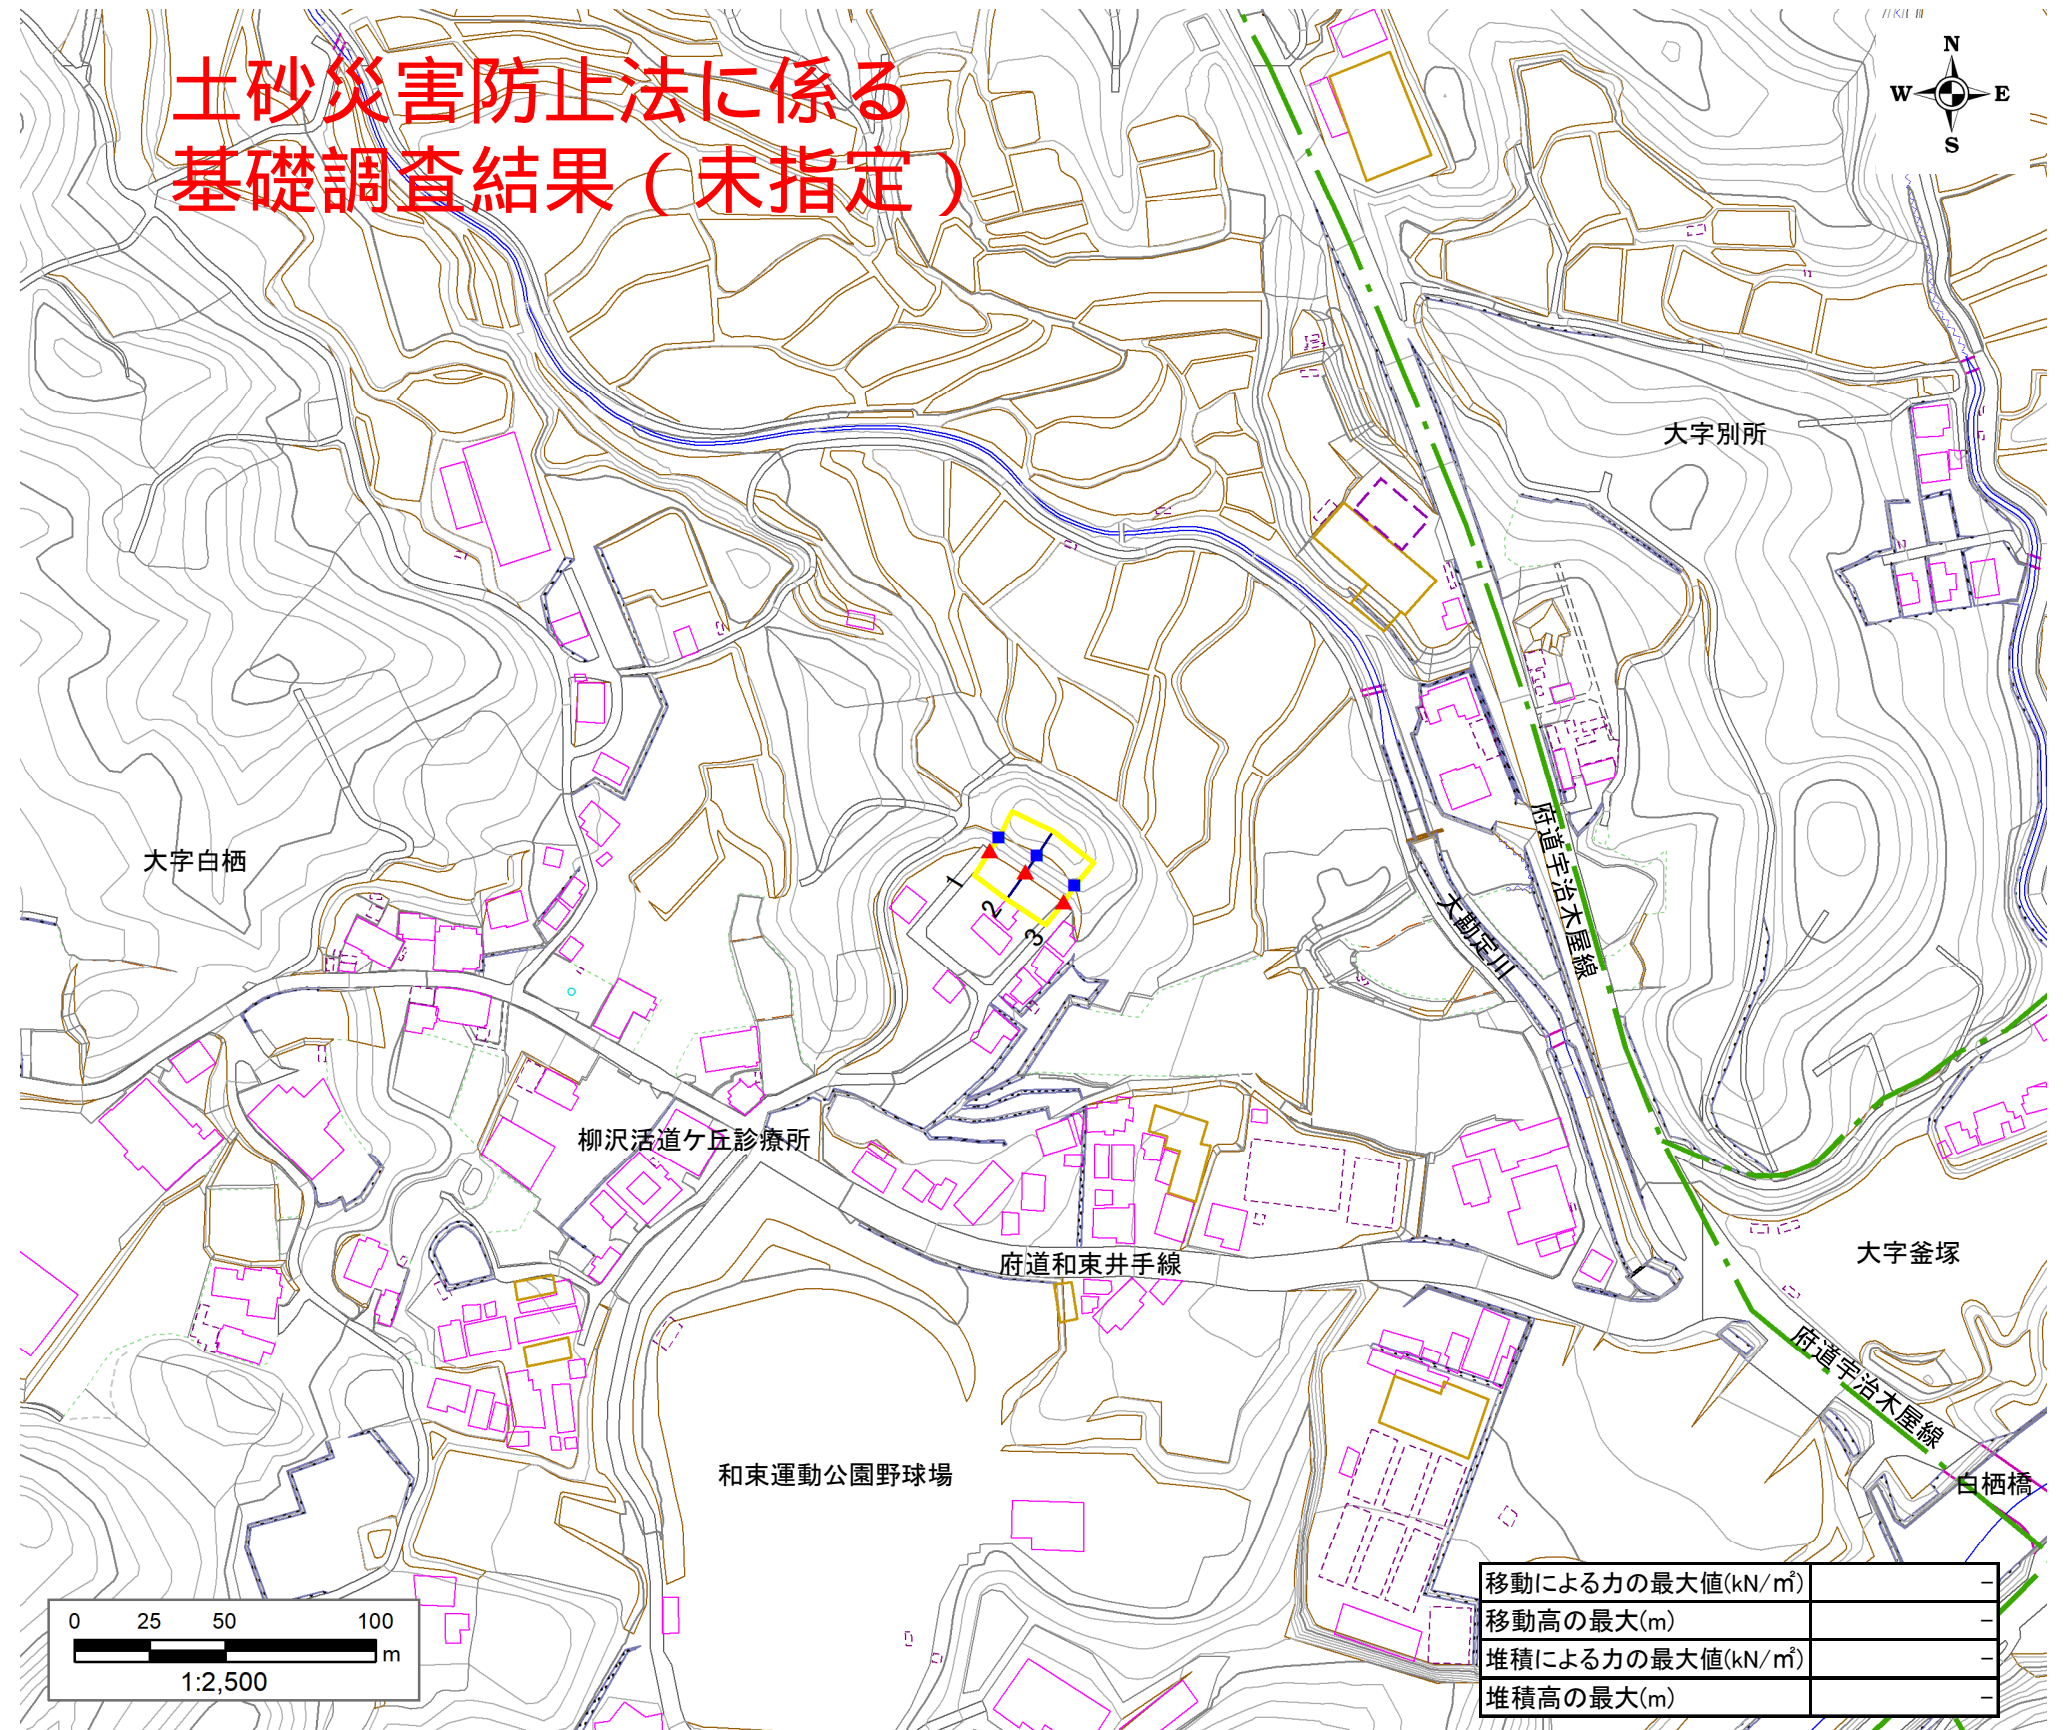 土砂災害防止法に係る
基礎調査結果（未指定）
N
W E
S
大字別所
大字白栖
1
2
3
府道宇治木屋線
大勘定川
柳沢活道ケ丘診療所
府道和束井手線
大字釜塚
府道宇治木屋線
和束運動公園野球場
白栖橋
0 25 50 100
m
1:2,500
移動による力の最大値(kN/㎡) -
移動高の最大(m) -
堆積による力の最大値(kN/㎡) -
堆積高の最大(m) -